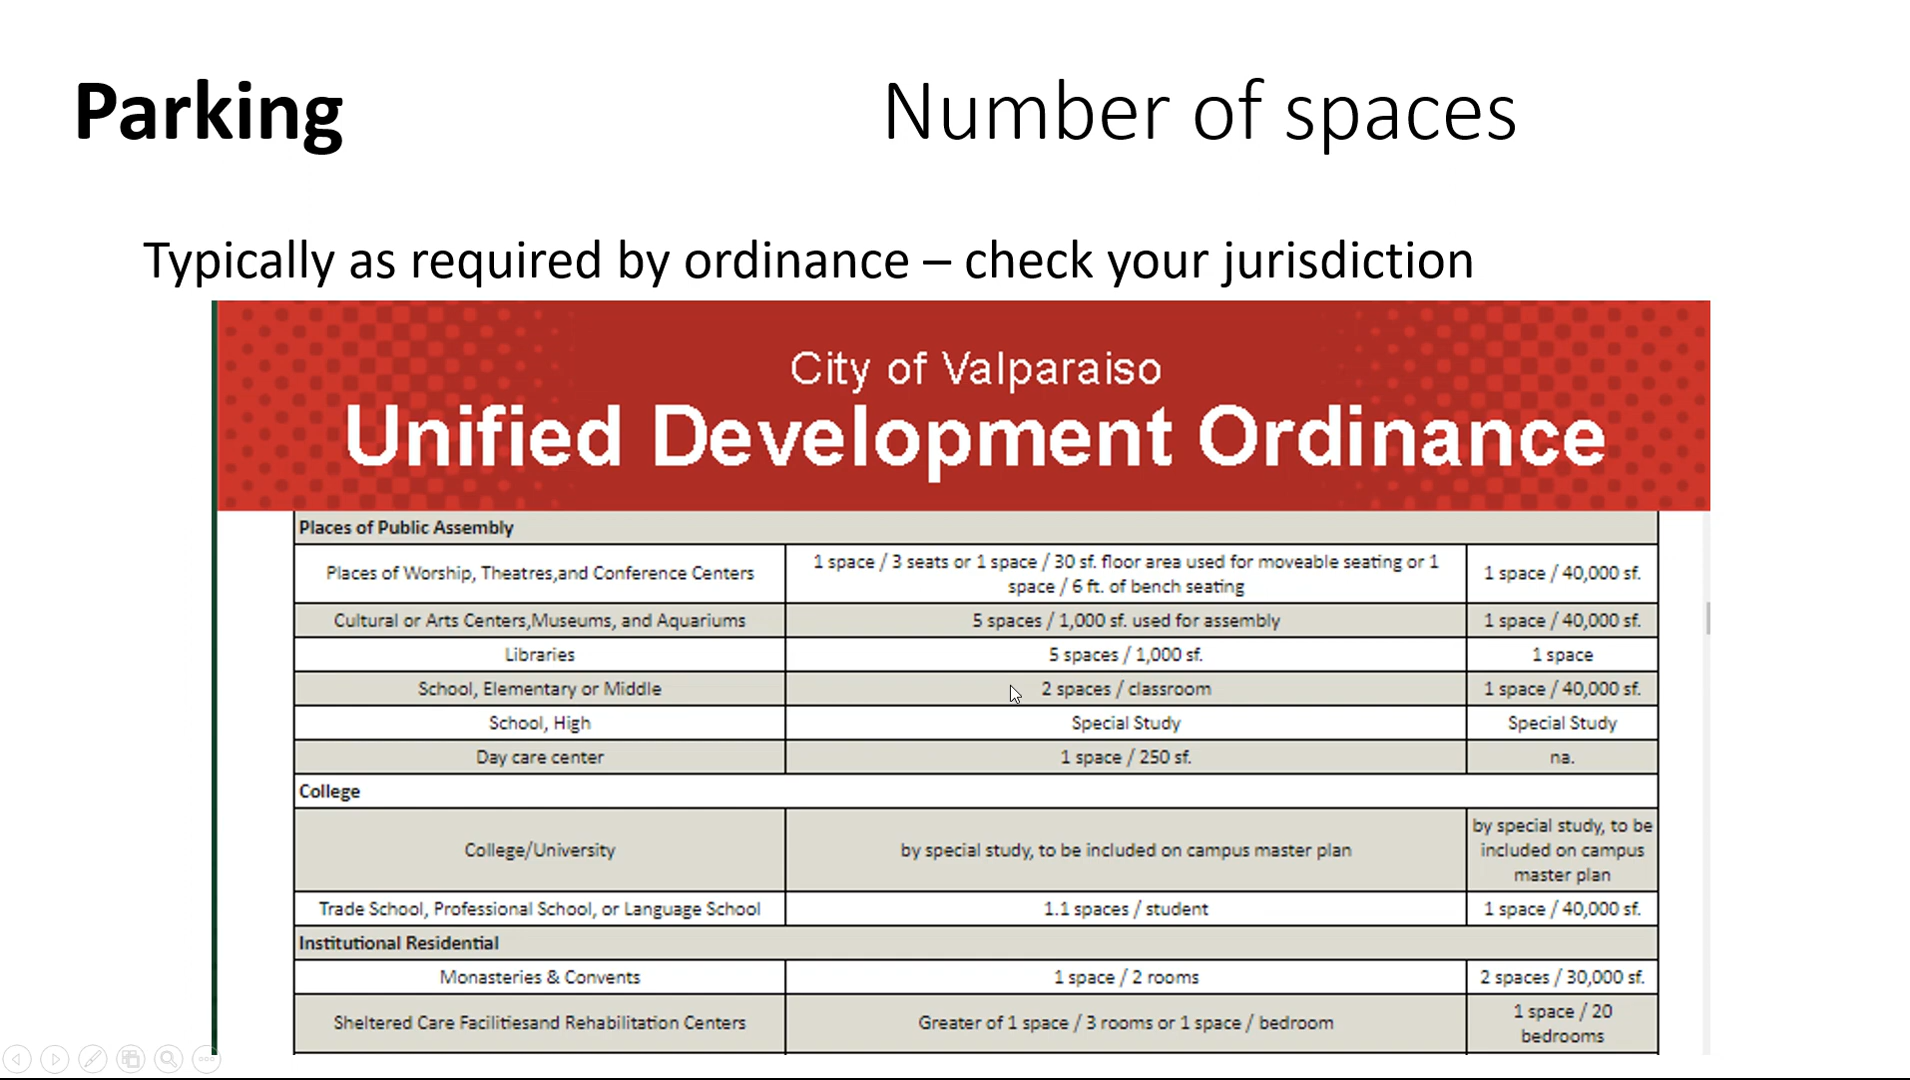 Parking
Number of spaces
Typically as required by ordinance – check your jurisdiction
City of Valparaiso
Unified Development Ordinance
Places of Public Assembly
Places of Worship, Theatres,and Conference Centers
1 space / 3 seats or 1 space / 30 sf. floor area used for moveable seating or 1
space / 6 ft. of bench seating
1 space / 40,000 sf.
Cultural or Arts Centers,Museums, and Aquariums
5 spaces / 1,000 sf. used for assembly
1 space / 40,000 sf.
Libraries
5 spaces / 1,000 sf.
1 space
School, Elementary or Middle
2 spaces / classroom
1 space / 40,000 sf.
School, High
Special Study
Special Study
Day care center
1 space / 250 sf.
na.
College
College/University
by special study, to be included on campus master plan
by special study, to be
included on campus
master plan
Trade School, Professional School, or Language School
1.1 spaces / student
1 space / 40,000 sf.
Institutional Residential
Monasteries & Convents
1 space / 2 rooms
2 spaces / 30,000 sf.
Sheltered Care Facilitiesand Rehabilitation Centers
Greater of 1 space / 3 rooms or 1 space / bedroom
1 space / 20
bedrooms